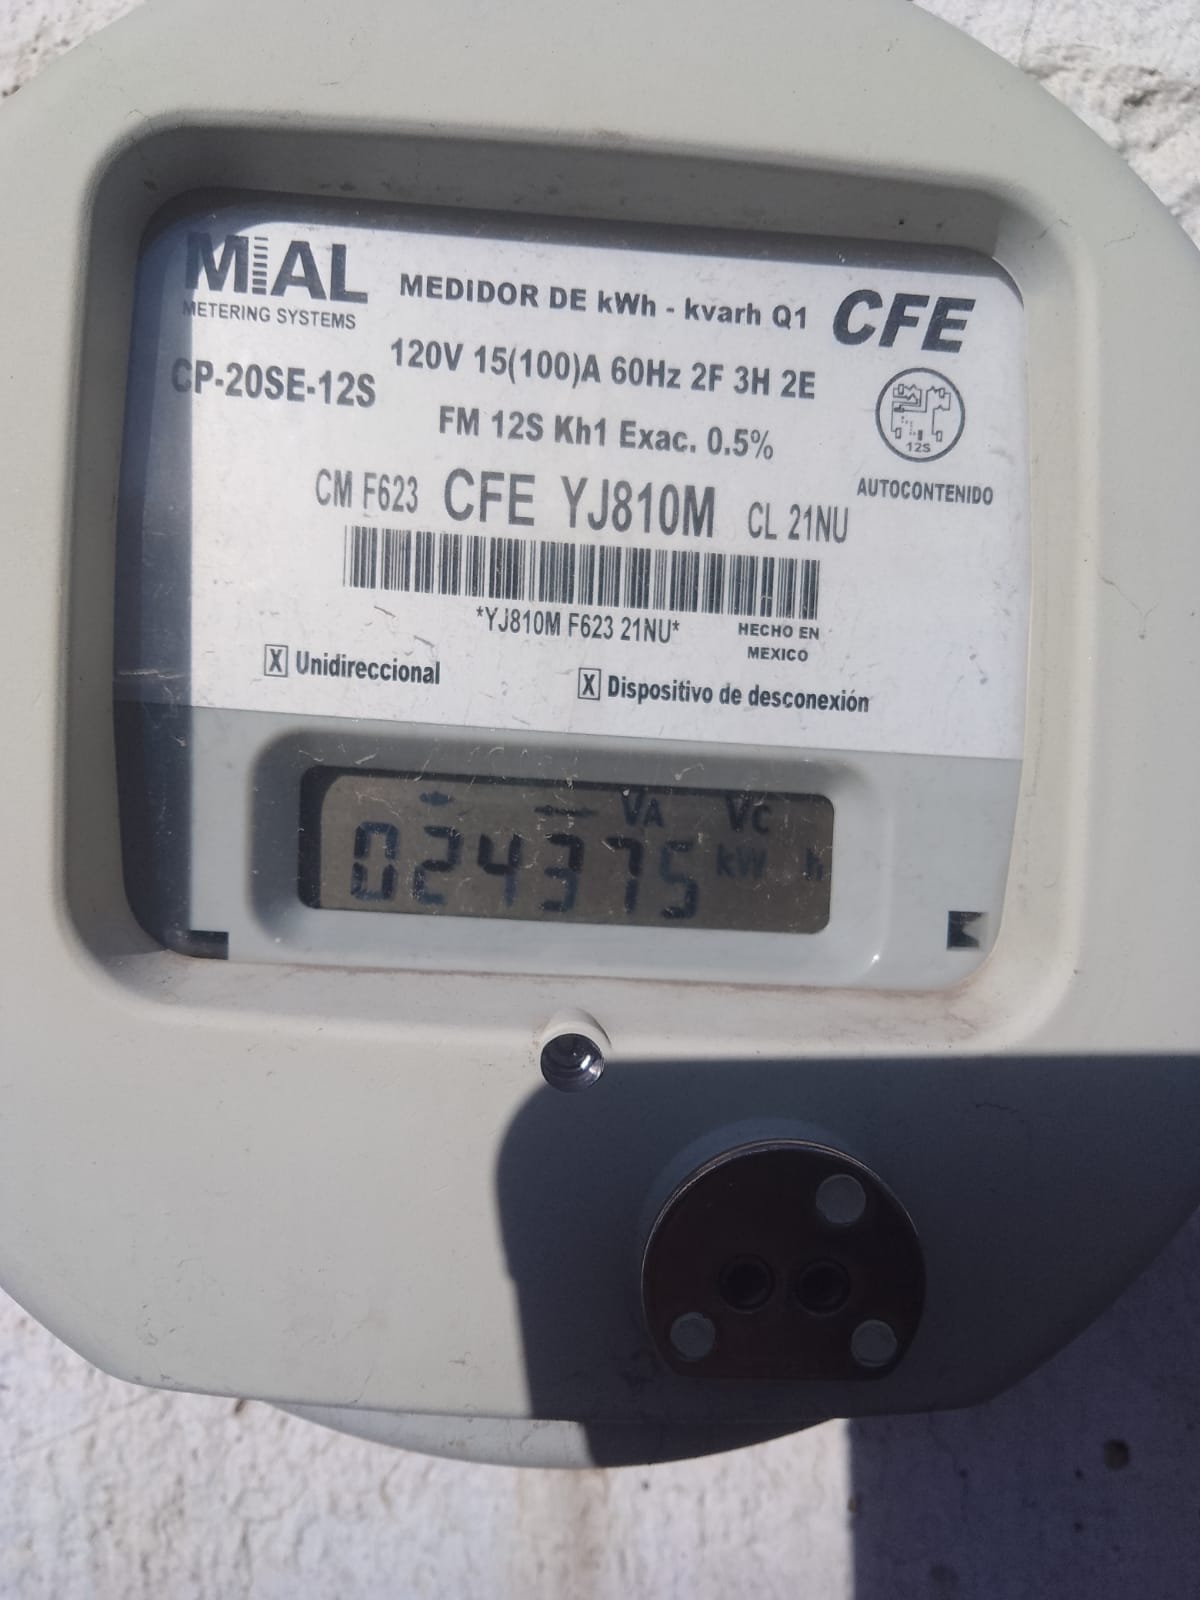 MIAL
METERING SYSTEMS
MEDIDOR DE kWh - kvarh Q1
CFE
CP-20SE-12S
120V 15(100)A 60Hz 2F 3H 2E
FM 12S Kh1 Exac. 0.5%
12S
AUTOCONTENIDO
CM F623 CFE YJ810M CL 21NU
*YJ810M F623 21NU*
HECHO EN
MEXICO
X Unidireccional
X Dispositivo de desconexión
VA VC
024375 kW h